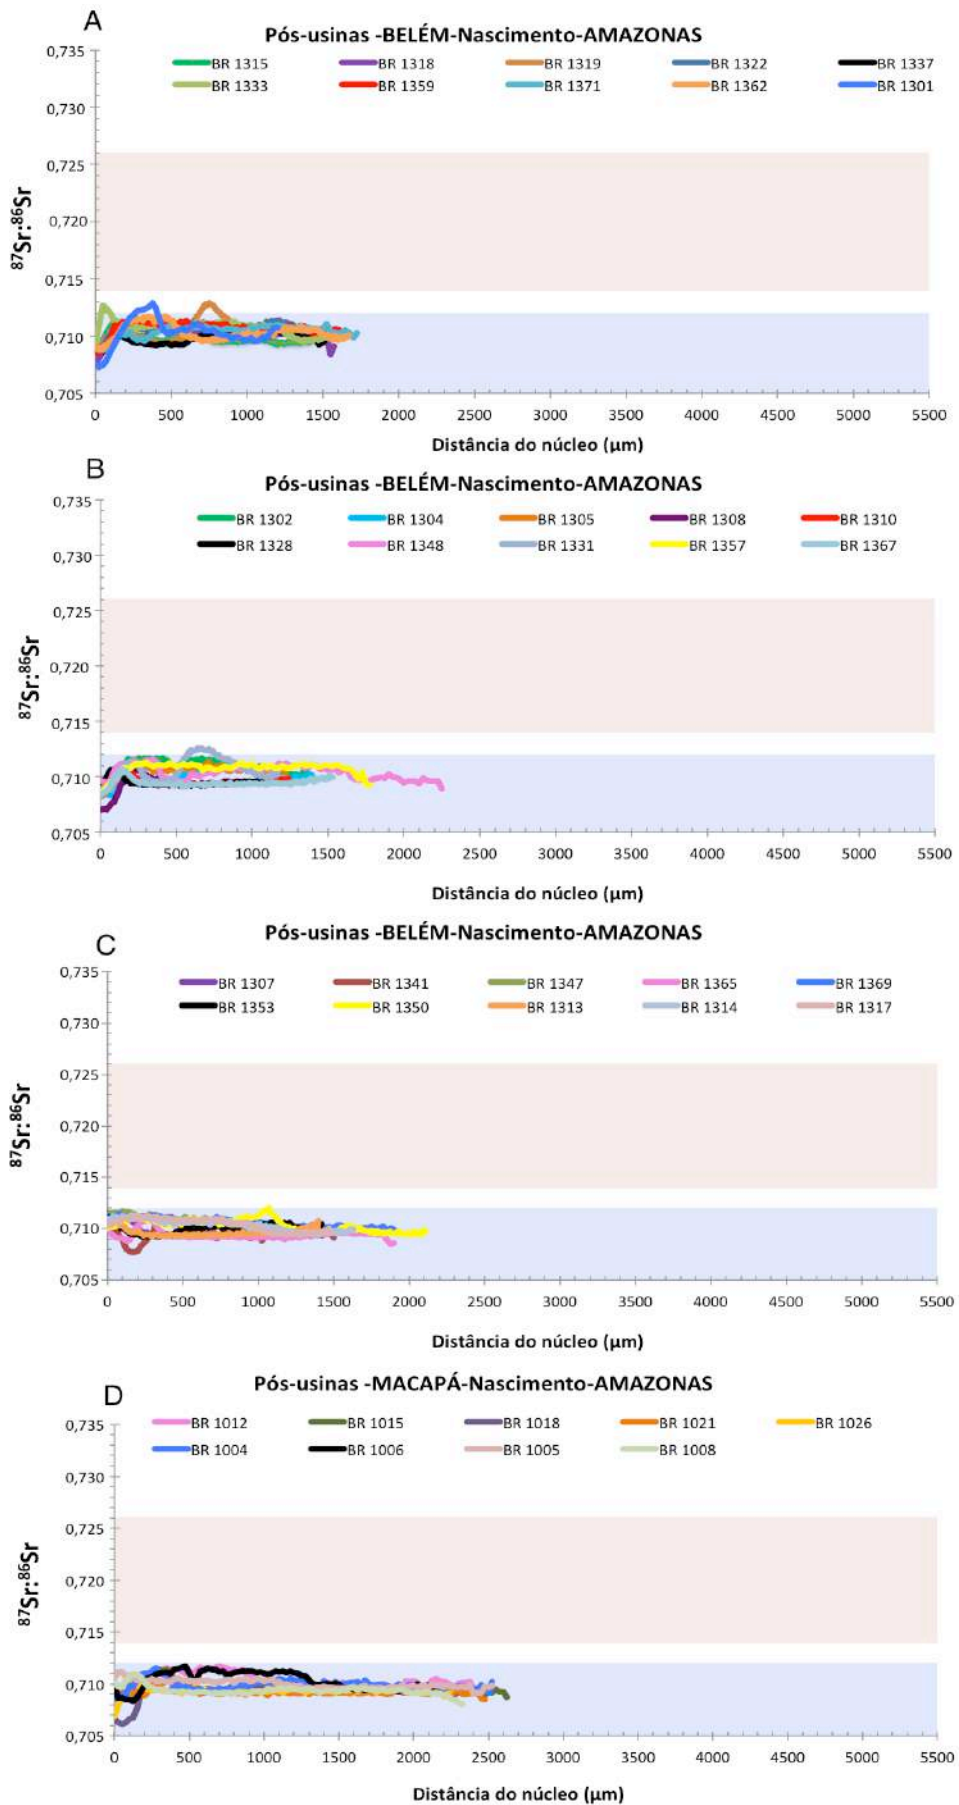 A
Pós-usinas -BELÉM-Nascimento-AMAZONAS
BR 1315 BR 1318 BR 1319 BR 1322 BR 1337
BR 1333 BR 1359 BR 1371 BR 1362 BR 1301
0,735
0,730
0,725
0,720
0,715
0,710
0,705
⁸⁷Sr:⁸⁶Sr
0 500 1000 1500 2000 2500 3000 3500 4000 4500 5000 5500
Distância do núcleo (µm)
B
Pós-usinas -BELÉM-Nascimento-AMAZONAS
BR 1302 BR 1304 BR 1305 BR 1308 BR 1310
BR 1328 BR 1348 BR 1331 BR 1357 BR 1367
0,735
0,730
0,725
0,720
0,715
0,710
0,705
⁸⁷Sr:⁸⁶Sr
0 500 1000 1500 2000 2500 3000 3500 4000 4500 5000 5500
Distância do núcleo (µm)
C
Pós-usinas -BELÉM-Nascimento-AMAZONAS
BR 1307 BR 1341 BR 1347 BR 1365 BR 1369
BR 1353 BR 1350 BR 1313 BR 1314 BR 1317
0,735
0,730
0,725
0,720
0,715
0,710
0,705
⁸⁷Sr:⁸⁶Sr
0 500 1000 1500 2000 2500 3000 3500 4000 4500 5000 5500
Distância do núcleo (µm)
D
Pós-usinas -MACAPÁ-Nascimento-AMAZONAS
BR 1012 BR 1015 BR 1018 BR 1021 BR 1026
BR 1004 BR 1006 BR 1005 BR 1008
0,735
0,730
0,725
0,720
0,715
0,710
0,705
⁸⁷Sr:⁸⁶Sr
0 500 1000 1500 2000 2500 3000 3500 4000 4500 5000 5500
Distância do núcleo (µm)